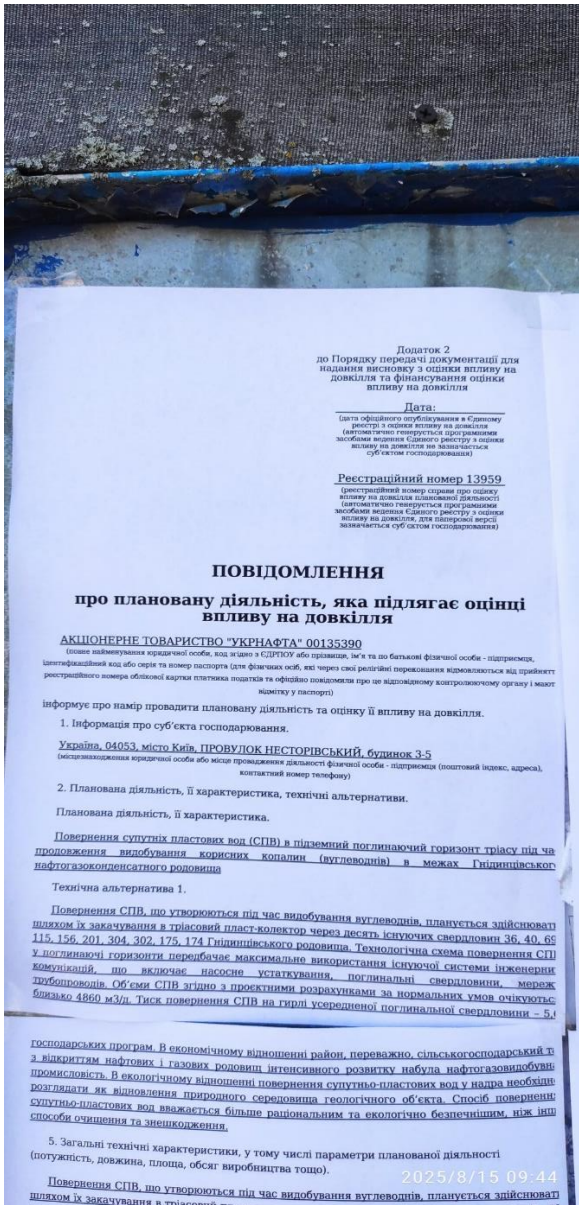 Додаток 2
до Порядку передачі документації для
надання висновку з оцінки впливу на
довкілля та фінансування оцінки
впливу на довкілля
Дата:
(дата офіційного опублікування в Єдиному
реєстрі з оцінки впливу на довкілля
(автоматично генерується програмними
засобами ведення Єдиного реєстру з оцінки
впливу на довкілля не зазначається
суб'єктом господарювання)
Реєстраційний номер 13959
(реєстраційний номер справи про оцінку
впливу на довкілля планованої діяльності
(автоматично генерується програмними
засобами ведення Єдиного реєстру з оцінки
впливу на довкілля, для паперової версії
зазначається суб'єктом господарювання)
ПОВІДОМЛЕННЯ
про плановану діяльність, яка підлягає оцінці
впливу на довкілля
АКЦІОНЕРНЕ ТОВАРИСТВО "УКРНАФТА" 00135390
(повне найменування юридичної особи, код згідно з ЄДРПОУ або прізвище, ім'я та по батькові фізичної особи - підприємця,
ідентифікаційний код або серія та номер паспорта (для фізичних осіб, які через свої релігійні переконання відмовляються від прийнятт
реєстраційного номера облікової картки платника податків та офіційно повідомили про це відповідному контролюючому органу і мают
відмітку у паспорті)
інформує про намір провадити плановану діяльність та оцінку її впливу на довкілля.
1. Інформація про суб'єкта господарювання.
Україна, 04053, місто Київ, ПРОВУЛОК НЕСТОРІВСЬКИЙ, будинок 3-5
(місцезнаходження юридичної особи або місце провадження діяльності фізичної особи - підприємця (поштовий індекс, адреса),
контактний номер телефону)
2. Планована діяльність, її характеристика, технічні альтернативи.
Планована діяльність, її характеристика.
Повернення супутніх пластових вод (СПВ) в підземний поглинаючий горизонт тріасу під ча
продовження видобування корисних копалин (вуглеводнів) в межах Гнідинцівськог
нафтогазоконденсатного родовища
Технічна альтернатива 1.
Повернення СПВ, що утворюються під час видобування вуглеводнів, планується здійснюват
шляхом їх закачування в тріасовий пласт-колектор через десять існуючих свердловин 36, 40, 69
115, 156, 201, 304, 302, 175, 174 Гнідинцівського родовища. Технологічна схема повернення СП
у поглинаючі горизонти передбачає максимальне використання існуючої системи інженерни
комунікацій, що включає насосне устаткування, поглинальні свердловини, мереж
трубопроводів. Об'єми СПВ згідно з проєктними розрахунками за нормальних умов очікуютьс
близько 4860 м3/д. Тиск повернення СПВ на гирлі усередненої поглинальної свердловини – 5,
господарських програм. В економічному відношенні район, переважно, сільськогосподарський т
з відкриттям нафтових і газових родовищ інтенсивного розвитку набула нафтогазовидобувн
промисловість. В екологічному відношенні повернення супутньо-пластових вод у надра необхідн
розглядати як відновлення природного середовища геологічного об'єкта. Спосіб поверненн
супутньо-пластових вод вважається більше раціональним та екологічно безпечнішим, ніж інш
способи очищення та знешкодження.
5. Загальні технічні характеристики, у тому числі параметри планованої діяльності
(потужність, довжина, площа, обсяг виробництва тощо).
Повернення СПВ, що утворюються під час видобування вуглеводнів, планується здійснюват
шляхом їх закачування в тріасовий
2025/8/15 09:44